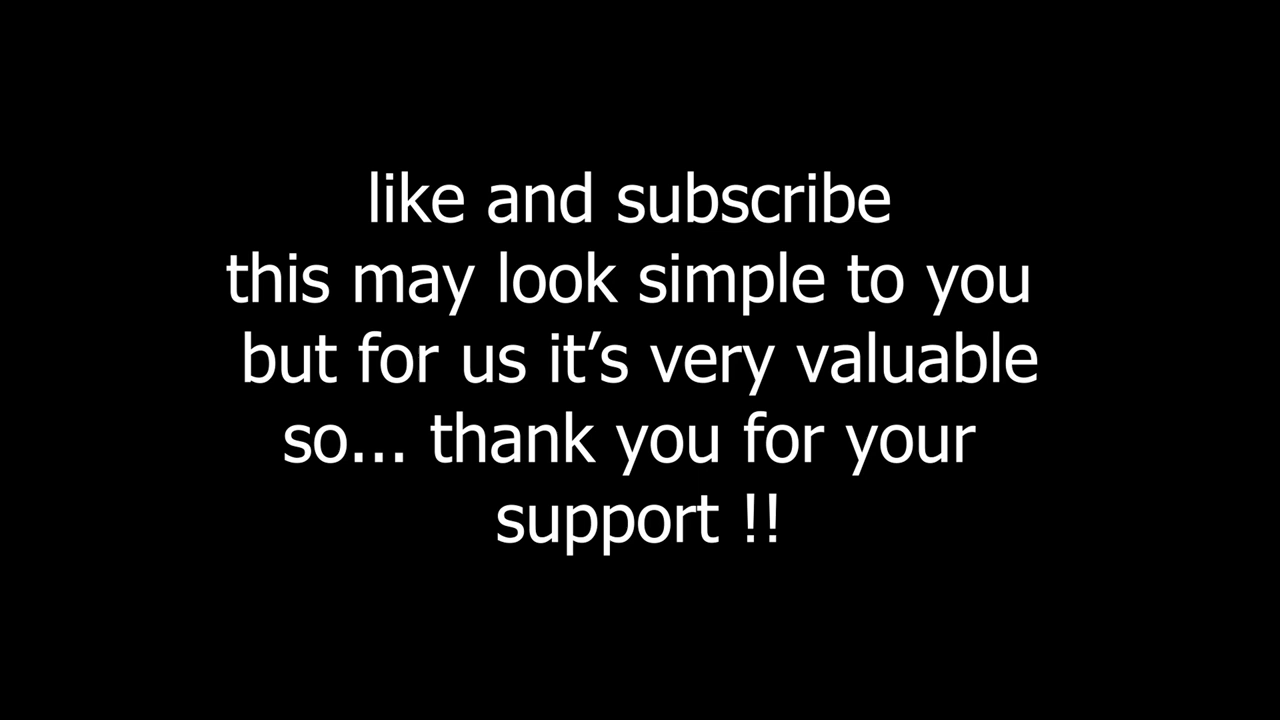 like and subscribe
this may look simple to you
but for us it’s very valuable
so... thank you for your
support !!